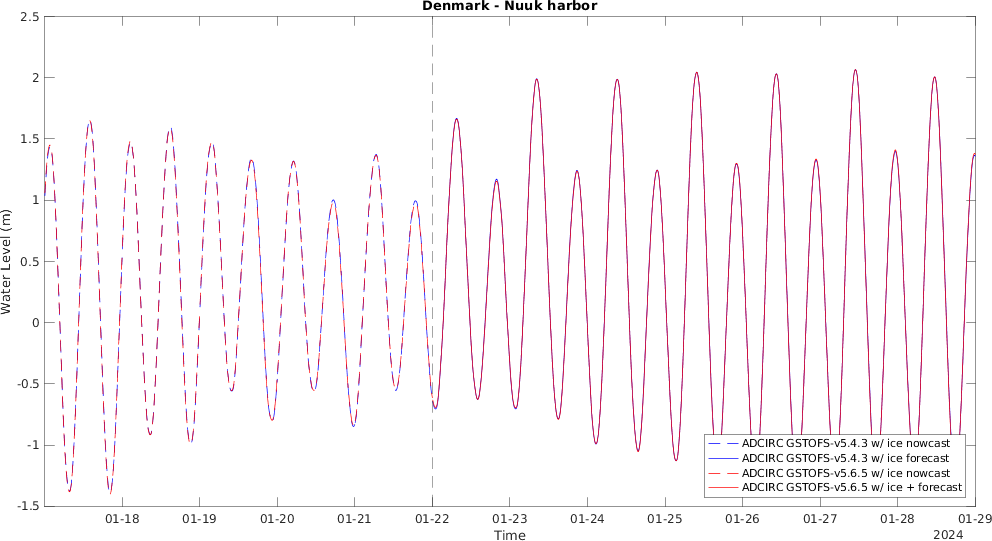 Denmark - Nuuk harbor
2.5
2
1.5
1
0.5
0
-0.5
-1
-1.5
Water Level (m)
ADCIRC GSTOFS-v5.4.3 w/ ice nowcast
ADCIRC GSTOFS-v5.4.3 w/ ice forecast
ADCIRC GSTOFS-v5.6.5 w/ ice nowcast
ADCIRC GSTOFS-v5.6.5 w/ ice + forecast
01-18 01-19 01-20 01-21 01-22 01-23 01-24 01-25 01-26 01-27 01-28 01-29
Time
2024